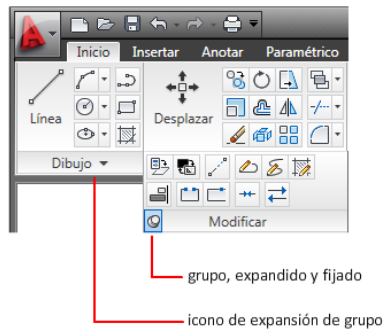 Inicio Insertar Anotar Paramétrico
Línea
Desplazar
Dibujo
Modificar
grupo, expandido y fijado
icono de expansión de grupo